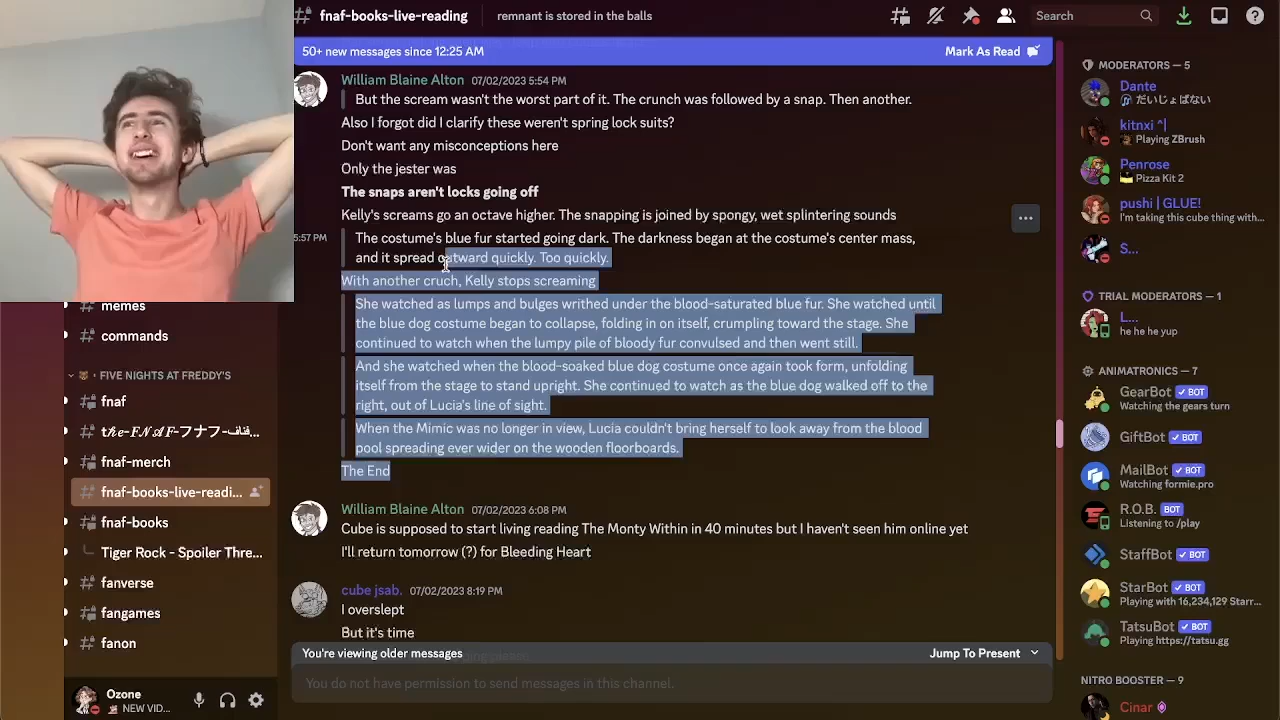 fnaf-books-live-reading
remnant is stored in the balls
Search
50+ new messages since 12:25 AM
Mark As Read
William Blaine Alton 07/02/2023 5:54 PM
But the scream wasn't the worst part of it. The crunch was followed by a snap. Then another.
Also I forgot did I clarify these weren't spring lock suits?
Don't want any misconceptions here
Only the jester was
The snaps aren't locks going off
Kelly's screams go an octave higher. The snapping is joined by spongy, wet splintering sounds
5:57 PM
The costume's blue fur started going dark. The darkness began at the costume's center mass,
and it spread outward quickly. Too quickly.
With another cruch, Kelly stops screaming
She watched as lumps and bulges writhed under the blood-saturated blue fur. She watched until
the blue dog costume began to collapse, folding in on itself, crumpling toward the stage. She
continued to watch when the lumpy pile of bloody fur convulsed and then went still.
And she watched when the blood-soaked blue dog costume once again took form, unfolding
itself from the stage to stand upright. She continued to watch as the blue dog walked off to the
right, out of Lucia's line of sight.
When the Mimic was no longer in view, Lucia couldn't bring herself to look away from the blood
pool spreading ever wider on the wooden floorboards.
The End
William Blaine Alton 07/02/2023 6:08 PM
Cube is supposed to start living reading The Monty Within in 40 minutes but I haven't seen him online yet
I'll return tomorrow (?) for Bleeding Heart
cube jsab. 07/02/2023 8:19 PM
I overslept
But it's time
You're viewing older messages
Jump To Present
You do not have permission to send messages in this channel.
memes
commands
FIVE NIGHTS AT FREDDY'S
fnaf
the-FNAF-フナフ-فناف...
fnaf-merch
fnaf-books-live-readi...
fnaf-books
Tiger Rock - Spoiler Thre...
fanverse
fangames
fanon
Ozone
NEW VID...
MODERATORS — 5
Dante
だいじょばない
kitnxi ^|
Playing ZBrush
Penrose
Pizza Kit 2
pushi | GLUE!
I'm taking this cube thing wi...
S...
TRIAL MODERATORS — 1
L...
he he he yup
ANIMATRONICS — 7
GearBot BOT
Watching the gears turn
GiftBot BOT
MailBot BOT
Watching formie.pro
R.O.B. BOT
Listening to /play
StaffBot BOT
StarBot BOT
Playing with 16,234,129 Starr...
TatsuBot BOT
Playing https://tatsu.gg
NITRO BOOSTER — 9
Cinar